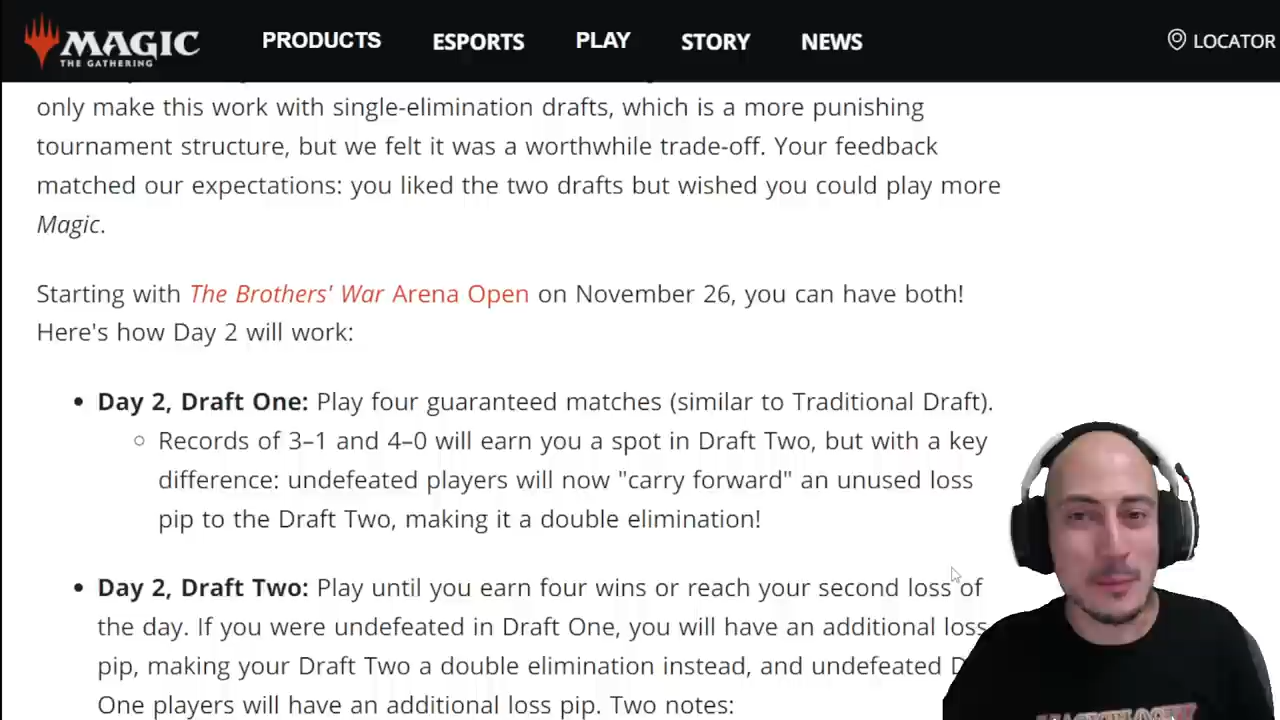 MAGIC
THE GATHERING
PRODUCTS ESPORTS PLAY STORY NEWS LOCATOR
only make this work with single-elimination drafts, which is a more punishing
tournament structure, but we felt it was a worthwhile trade-off. Your feedback
matched our expectations: you liked the two drafts but wished you could play more
Magic.
Starting with The Brothers' War Arena Open on November 26, you can have both!
Here's how Day 2 will work:
• Day 2, Draft One: Play four guaranteed matches (similar to Traditional Draft).
Records of 3–1 and 4–0 will earn you a spot in Draft Two, but with a key
difference: undefeated players will now "carry forward" an unused loss
pip to the Draft Two, making it a double elimination!
• Day 2, Draft Two: Play until you earn four wins or reach your second loss of
the day. If you were undefeated in Draft One, you will have an additional loss
pip, making your Draft Two a double elimination instead, and undefeated
One players will have an additional loss pip. Two notes: